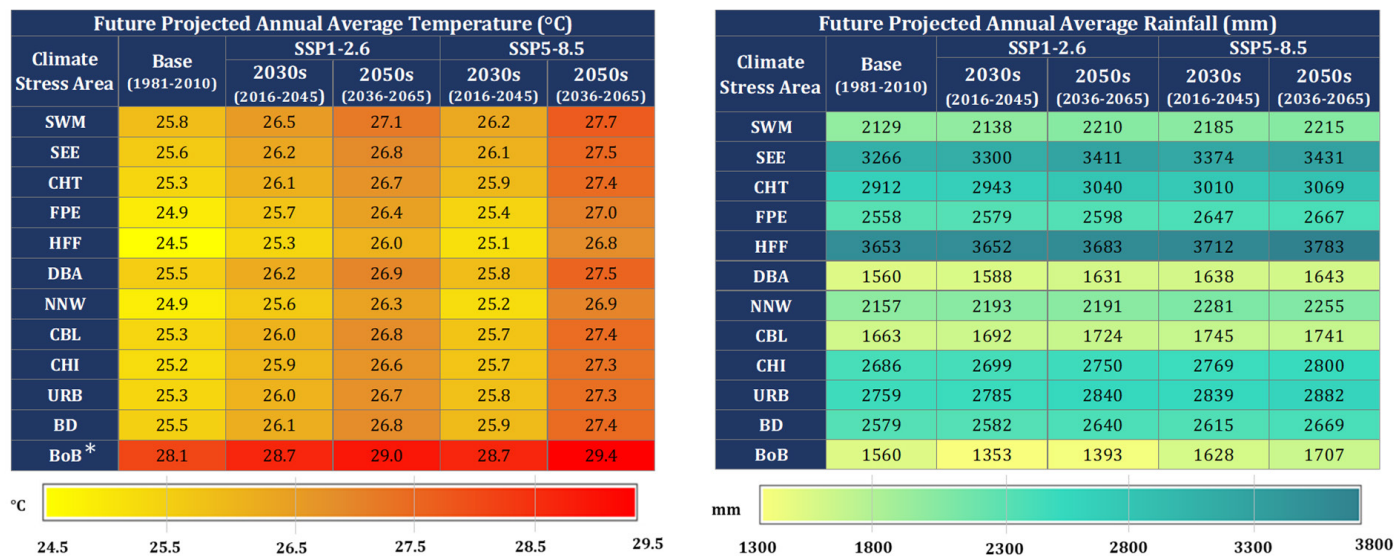 Future Projected Annual Average Temperature (°C)
Climate Stress Area Base (1981-2010) SSP1-2.6 SSP5-8.5
2030s (2016-2045) 2050s (2036-2065) 2030s (2016-2045) 2050s (2036-2065)
SWM 25.8 26.5 27.1 26.2 27.7
SEE 25.6 26.2 26.8 26.1 27.5
CHT 25.3 26.1 26.7 25.9 27.4
FPE 24.9 25.7 26.4 25.4 27.0
HFF 24.5 25.3 26.0 25.1 26.8
DBA 25.5 26.2 26.9 25.8 27.5
NNW 24.9 25.6 26.3 25.2 26.9
CBL 25.3 26.0 26.8 25.7 27.4
CHI 25.2 25.9 26.6 25.7 27.3
URB 25.3 26.0 26.7 25.8 27.3
BD 25.5 26.1 26.8 25.9 27.4
BoB* 28.1 28.7 29.0 28.7 29.4
°C
24.5 25.5 26.5 27.5 28.5 29.5
Future Projected Annual Average Rainfall (mm)
Climate Stress Area Base (1981-2010) SSP1-2.6 SSP5-8.5
2030s (2016-2045) 2050s (2036-2065) 2030s (2016-2045) 2050s (2036-2065)
SWM 2129 2138 2210 2185 2215
SEE 3266 3300 3411 3374 3431
CHT 2912 2943 3040 3010 3069
FPE 2558 2579 2598 2647 2667
HFF 3653 3652 3683 3712 3783
DBA 1560 1588 1631 1638 1643
NNW 2157 2193 2191 2281 2255
CBL 1663 1692 1724 1745 1741
CHI 2686 2699 2750 2769 2800
URB 2759 2785 2840 2839 2882
BD 2579 2582 2640 2615 2669
BoB 1560 1353 1393 1628 1707
mm
1300 1800 2300 2800 3300 3800